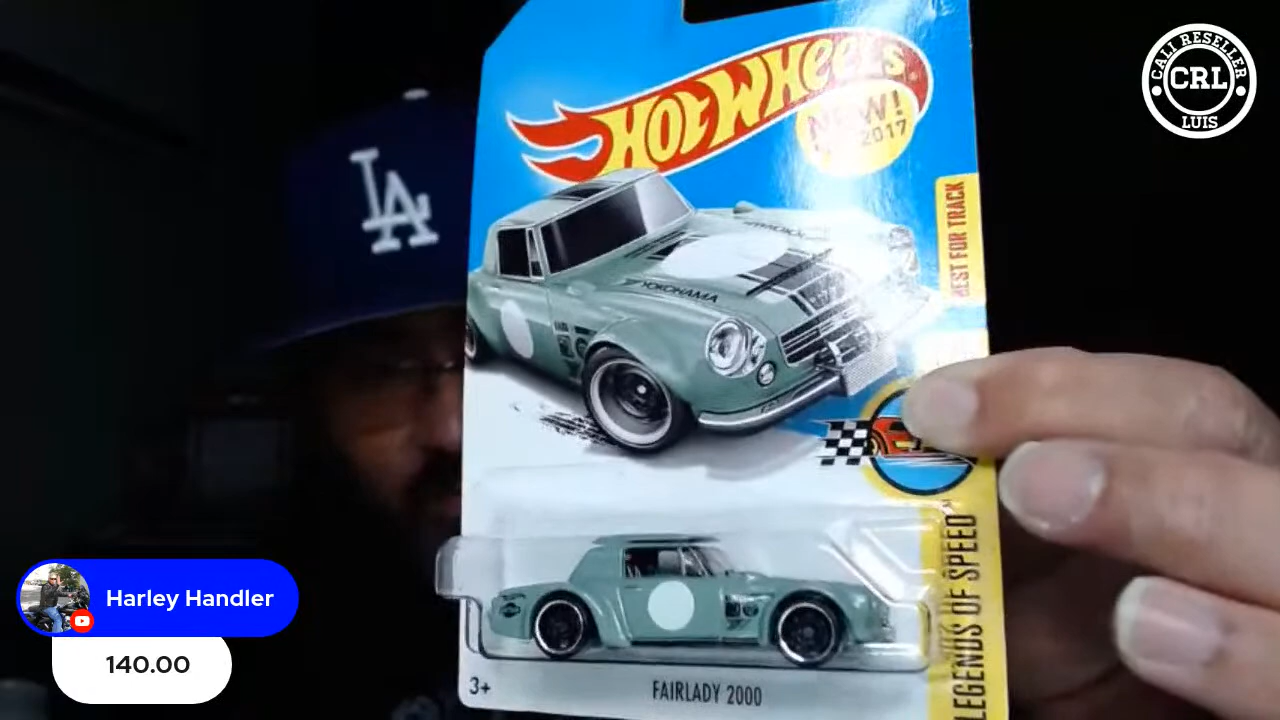 HOT WHEELS
NEW!
2017
CALI RESELLER
CRL
LUIS
LA
BEST FOR TRACK
YOKOHAMA
LEGENDS OF SPEED
Harley Handler
140.00
3+
FAIRLADY 2000